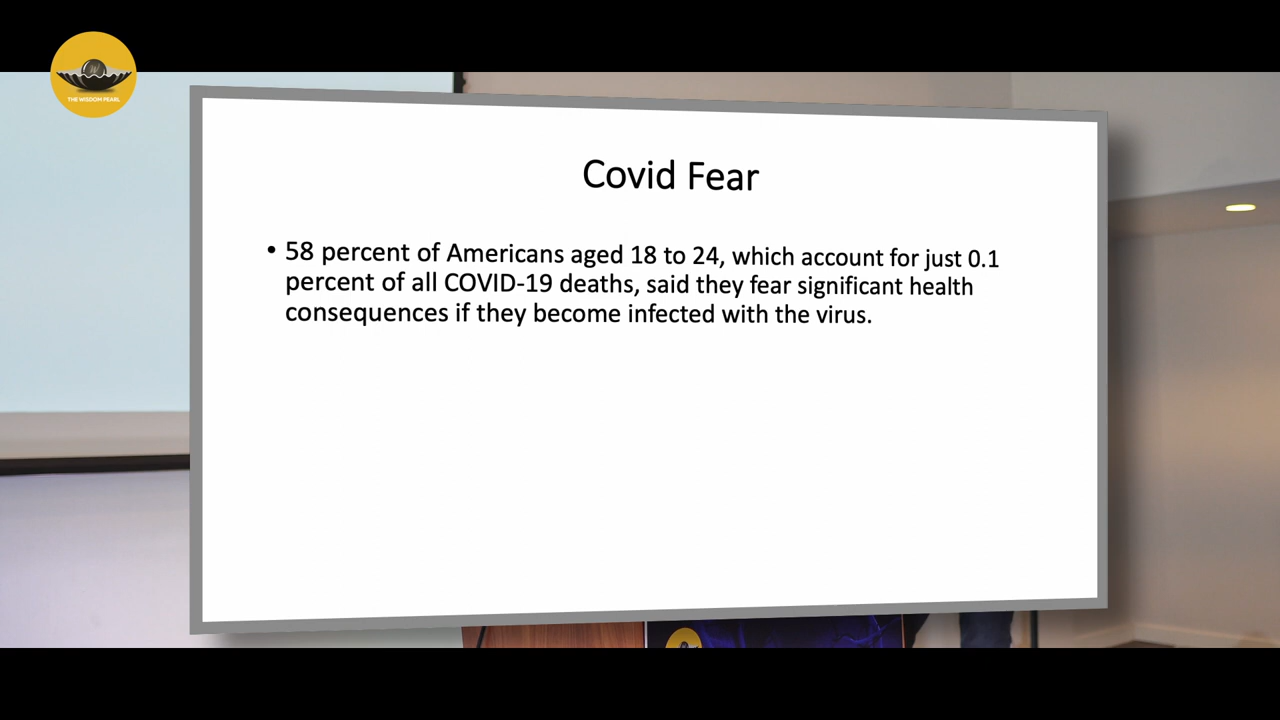 THE WISDOM PEARL
Covid Fear
• 58 percent of Americans aged 18 to 24, which account for just 0.1
percent of all COVID-19 deaths, said they fear significant health
consequences if they become infected with the virus.